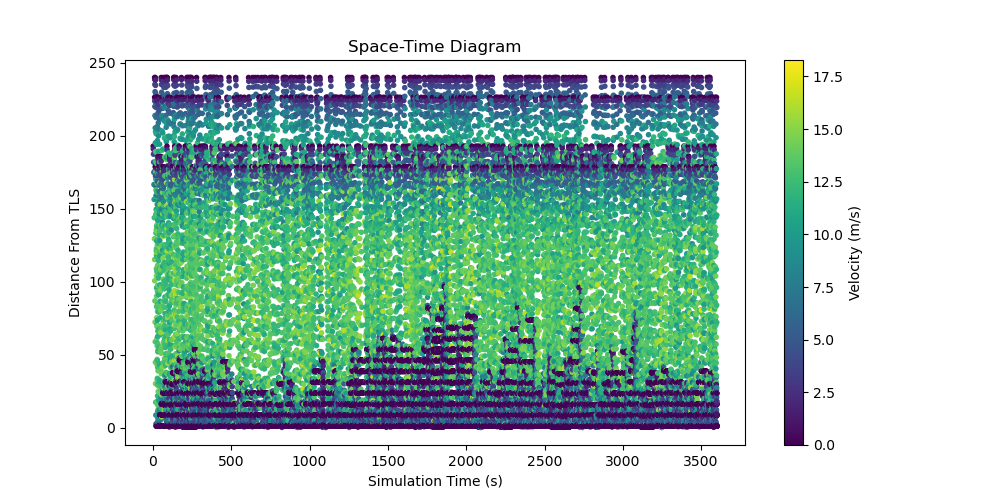 Space-Time Diagram
250
200
150
100
50
0
Distance From TLS
0 500 1000 1500 2000 2500 3000 3500
Simulation Time (s)
17.5
15.0
12.5
10.0
7.5
5.0
2.5
0.0
Velocity (m/s)